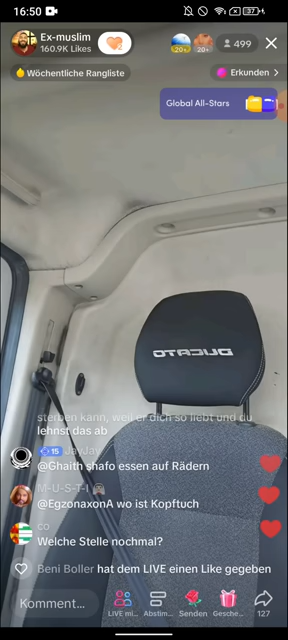 16:50
37
Ex-muslim
160.9K Likes
20+
20+
499
Wöchentliche Rangliste
Erkunden
Global All-Stars
DUCATO
sterben kann, weil er dich so liebt und du
lehnst das ab
15 JayJay
@Ghaith shafo essen auf Rädern
M-U-S-T-I
@EgzonaxonA wo ist Kopftuch
co
Welche Stelle nochmal?
Beni Boller hat dem LIVE einen Like gegeben
Komment...
LIVE mi...
Abstim...
Senden
Gesche...
127